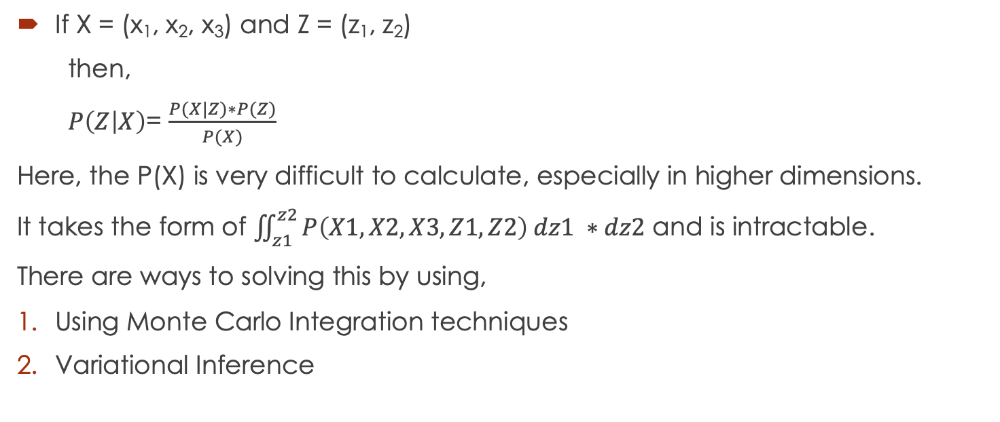 If X = (x₁, x₂, x₃) and Z = (z₁, z₂)
then,
P(Z|X)= P(X|Z)*P(Z) / P(X)
Here, the P(X) is very difficult to calculate, especially in higher dimensions.
It takes the form of ∬_{z1}^{z2} P(X1, X2, X3, Z1, Z2) dz1 * dz2 and is intractable.
There are ways to solving this by using,
1. Using Monte Carlo Integration techniques
2. Variational Inference